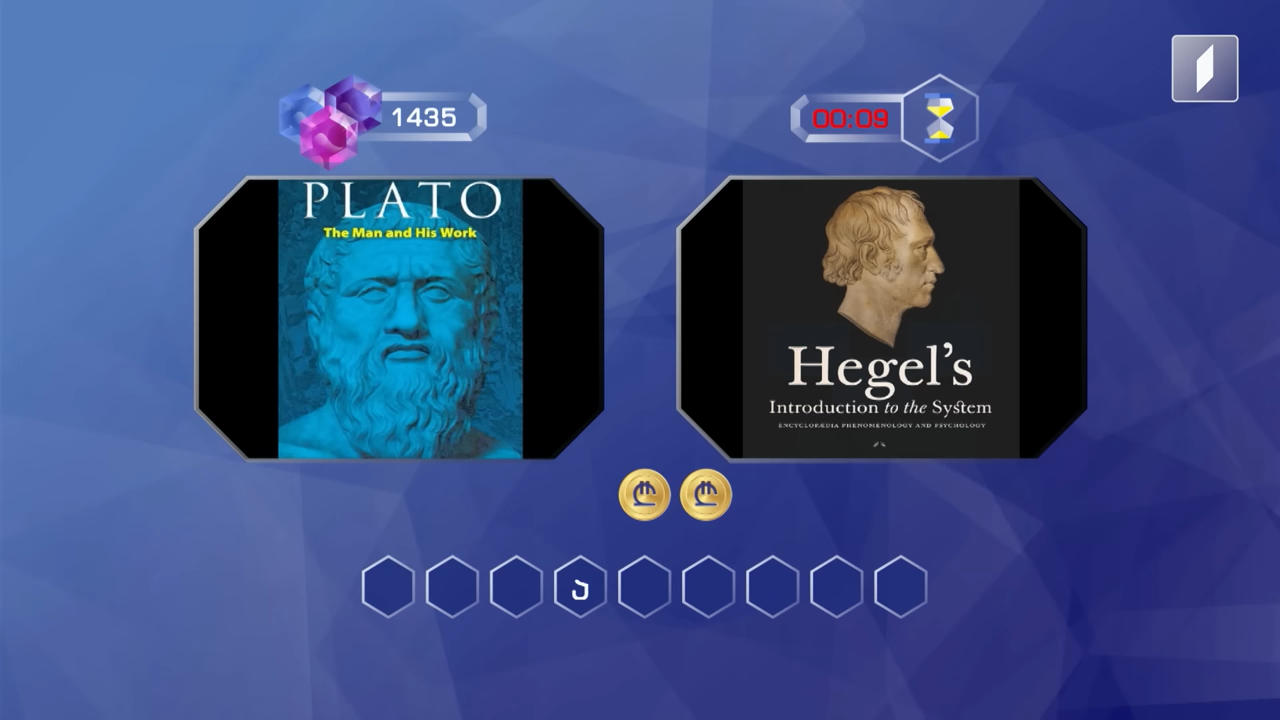 1435
00:09
PLATO
The Man and His Work
Hegel's
Introduction to the System
ENCYCLOPÆDIA PHENOMENOLOGY AND PSYCHOLOGY
₾ ₾
ა